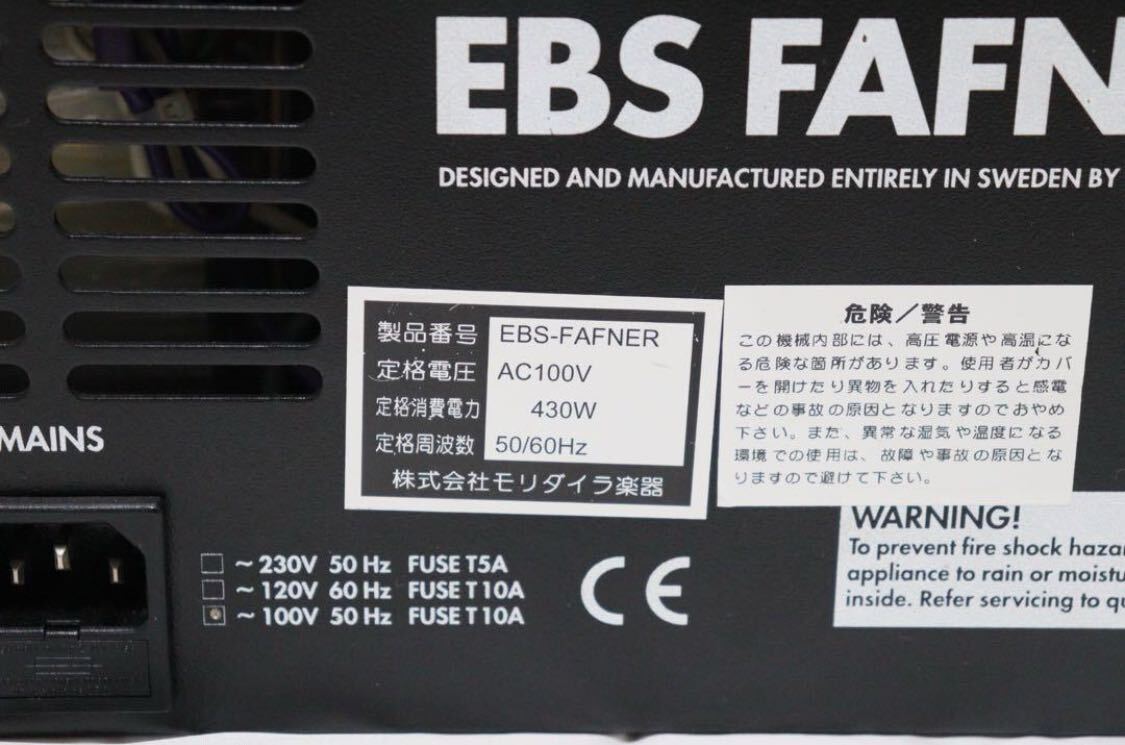 EBS FAFN
DESIGNED AND MANUFACTURED ENTIRELY IN SWEDEN BY
製品番号 EBS-FAFNER
定格電圧 AC100V
定格消費電力 430W
定格周波数 50/60Hz
株式会社モリダイラ楽器
危険／警告
この機械内部には、高圧電源や高温にな
る危険な箇所があります。使用者がカバ
ーを開けたり異物を入れたりすると感電
などの事故の原因となりますのでおやめ
下さい。また、異常な湿気や温度になる
環境での使用は、故障や事故の原因とな
りますので避けて下さい。
MAINS
~ 230V 50 Hz FUSE T5A
~ 120V 60 Hz FUSE T 10A
~ 100V 50 Hz FUSE T 10A
CE
WARNING!
To prevent fire shock haza
appliance to rain or moistu
inside. Refer servicing to qu